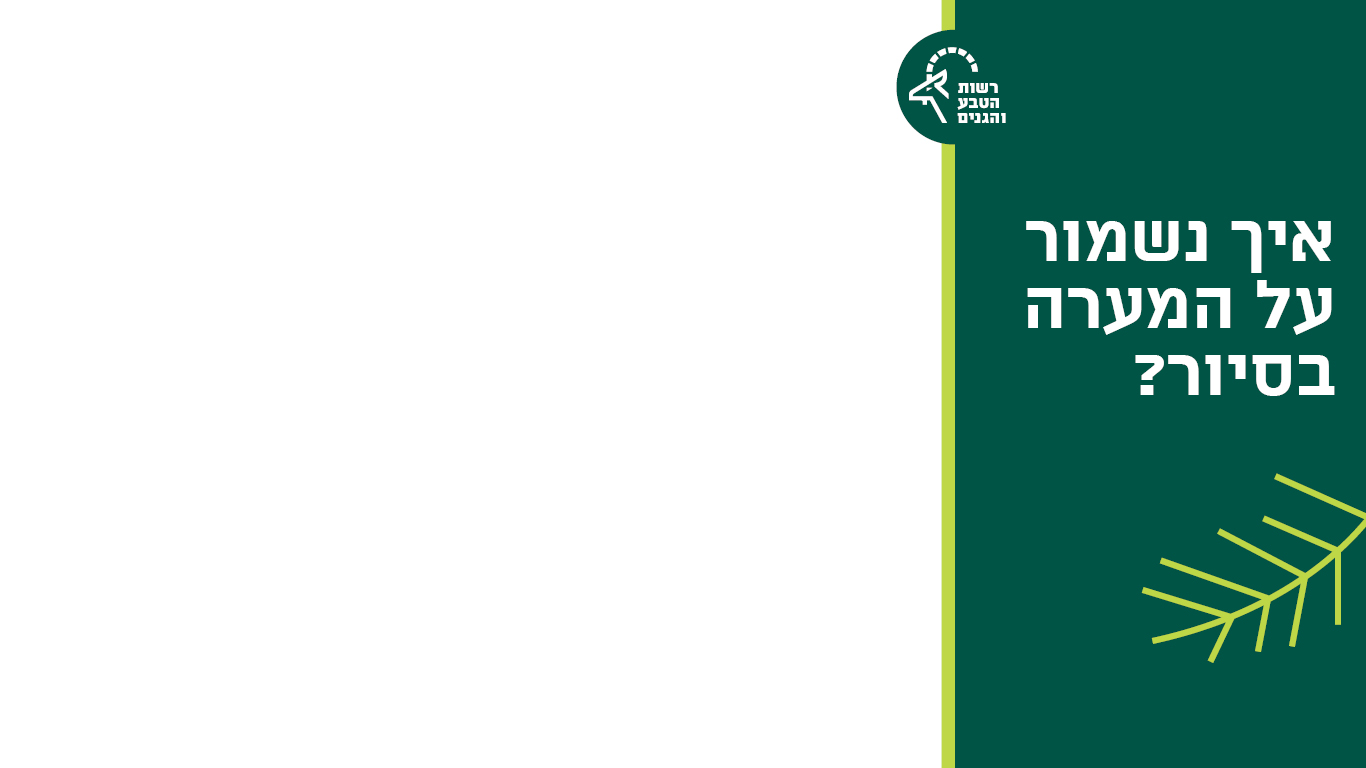 רשות
הטבע
והגנים
איך נשמור
על המערה
בסיור?